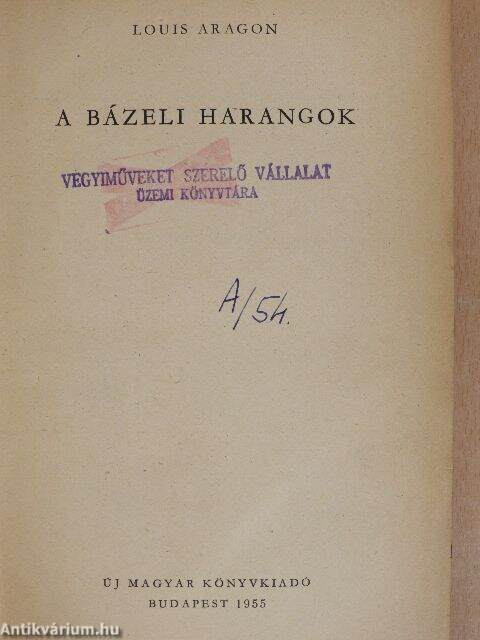 LOUIS ARAGON
A BÁZELI HARANGOK
VEGYIMŰVEKET SZERELŐ VÁLLALAT
ÜZEMI KÖNYVTÁRA
A/54.
ÚJ MAGYAR KÖNYVKIADÓ
BUDAPEST 1955
Antikvárium.hu